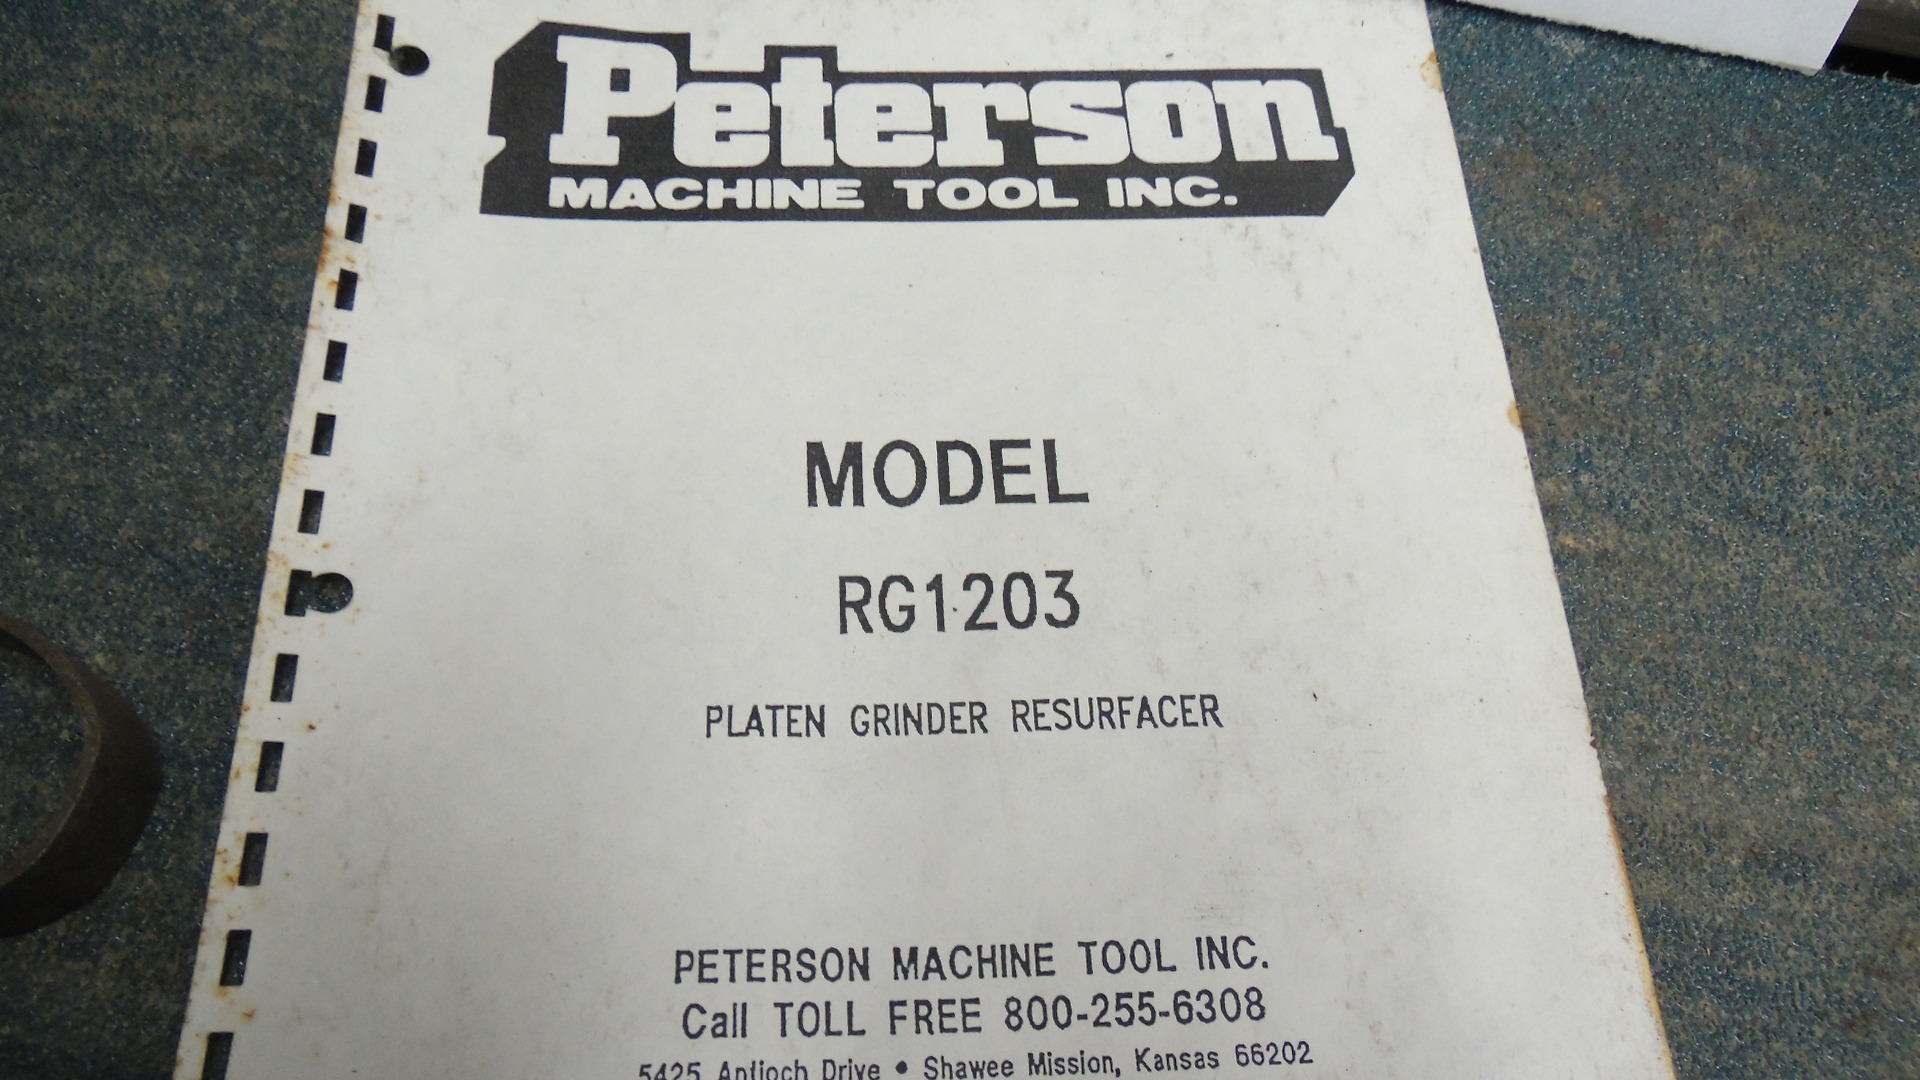 Peterson
MACHINE TOOL INC.
MODEL
RG1203
PLATEN GRINDER RESURFACER
PETERSON MACHINE TOOL INC.
Call TOLL FREE 800-255-6308
5425 Antioch Drive • Shawee Mission, Kansas 66202